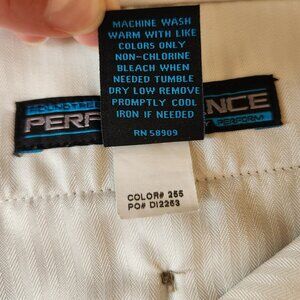 MACHINE WASH
WARM WITH LIKE
COLORS ONLY
NON-CHLORINE
BLEACH WHEN
NEEDED TUMBLE
DRY LOW REMOVE
PROMPTLY COOL
IRON IF NEEDED
RN 58909
PERF
NCE
PERFORM
COLOR# 255
PO# DI2253